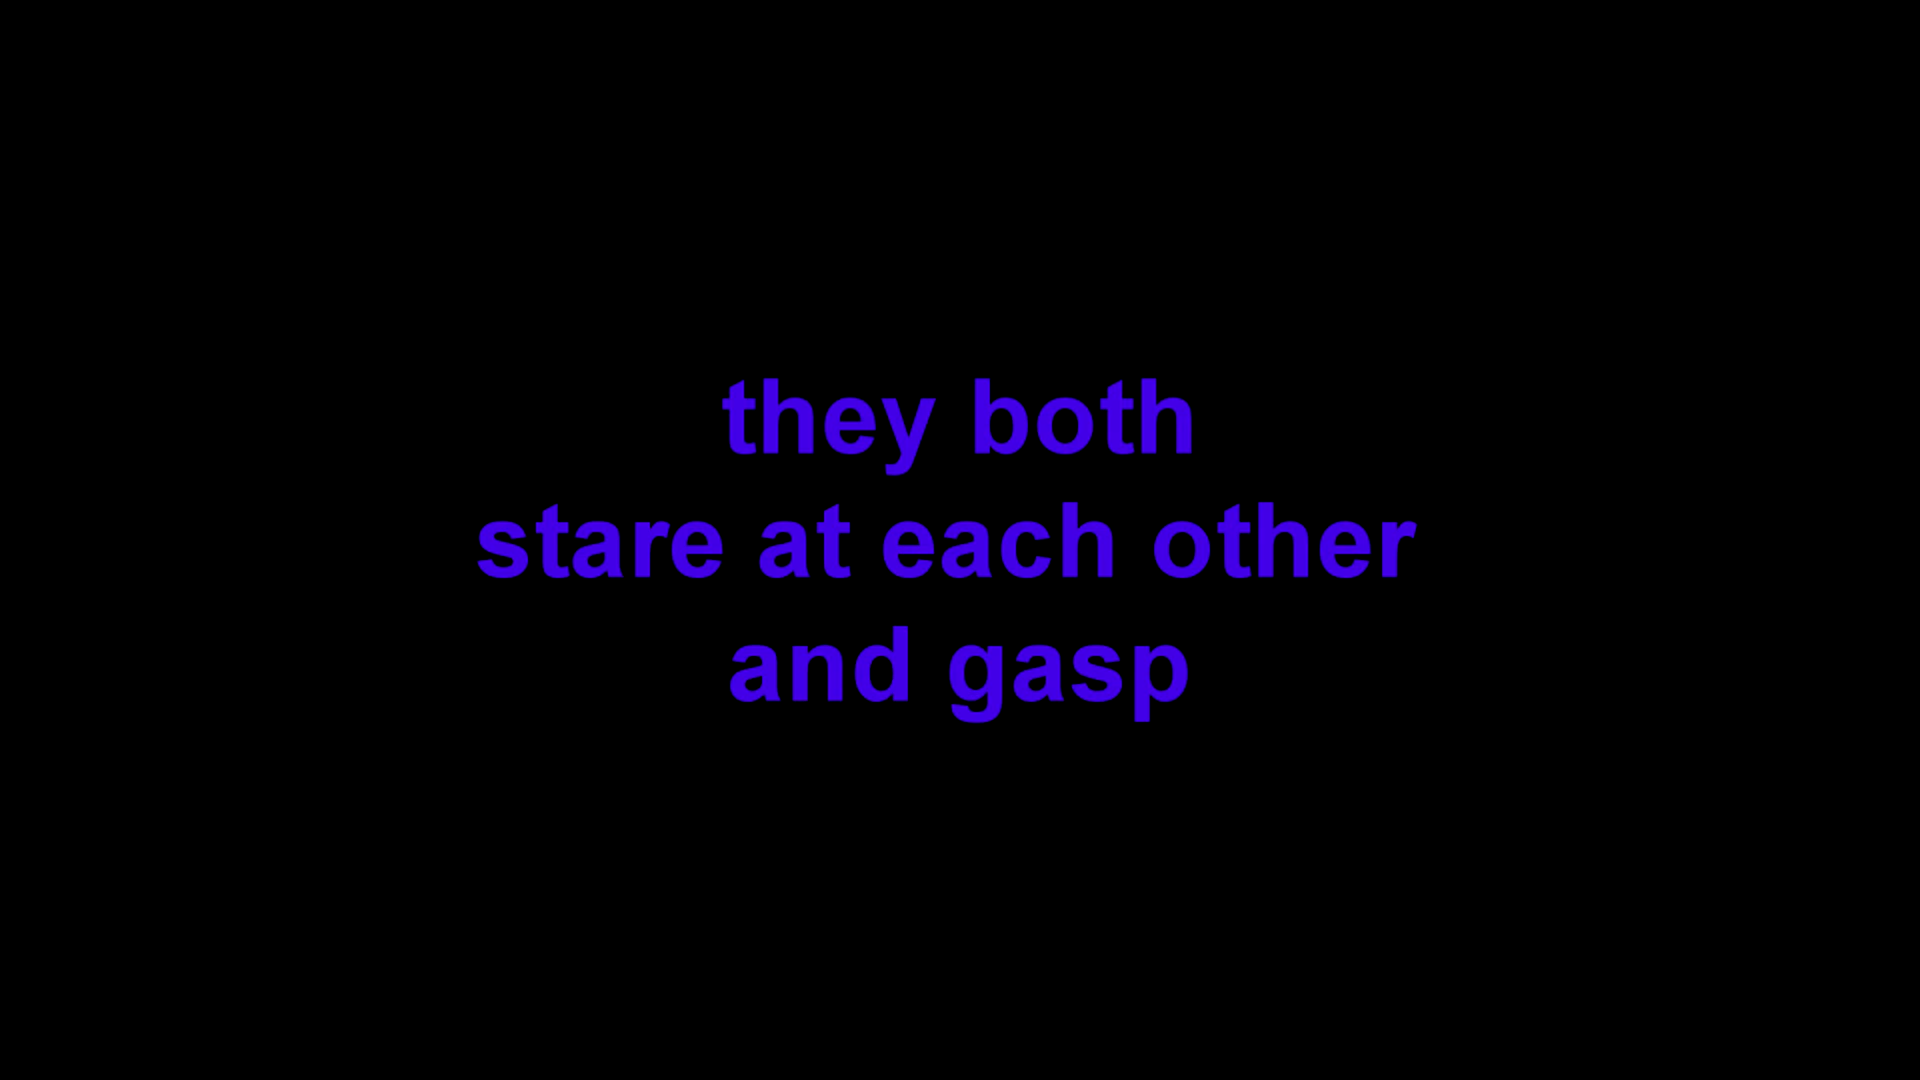 they both
stare at each other
and gasp